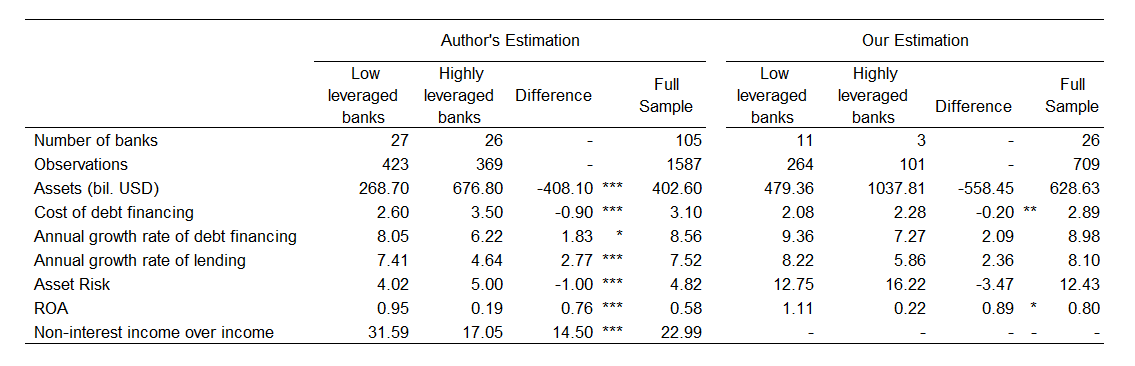 Author's Estimation Our Estimation
Low leveraged banks Highly leveraged banks Difference Full Sample Low leveraged banks Highly leveraged banks Difference Full Sample
Number of banks 27 26 - 105 11 3 - 26
Observations 423 369 - 1587 264 101 - 709
Assets (bil. USD) 268.70 676.80 -408.10 *** 402.60 479.36 1037.81 -558.45 628.63
Cost of debt financing 2.60 3.50 -0.90 *** 3.10 2.08 2.28 -0.20 ** 2.89
Annual growth rate of debt financing 8.05 6.22 1.83 * 8.56 9.36 7.27 2.09 8.98
Annual growth rate of lending 7.41 4.64 2.77 *** 7.52 8.22 5.86 2.36 8.10
Asset Risk 4.02 5.00 -1.00 *** 4.82 12.75 16.22 -3.47 12.43
ROA 0.95 0.19 0.76 *** 0.58 1.11 0.22 0.89 * 0.80
Non-interest income over income 31.59 17.05 14.50 *** 22.99 - - - - -